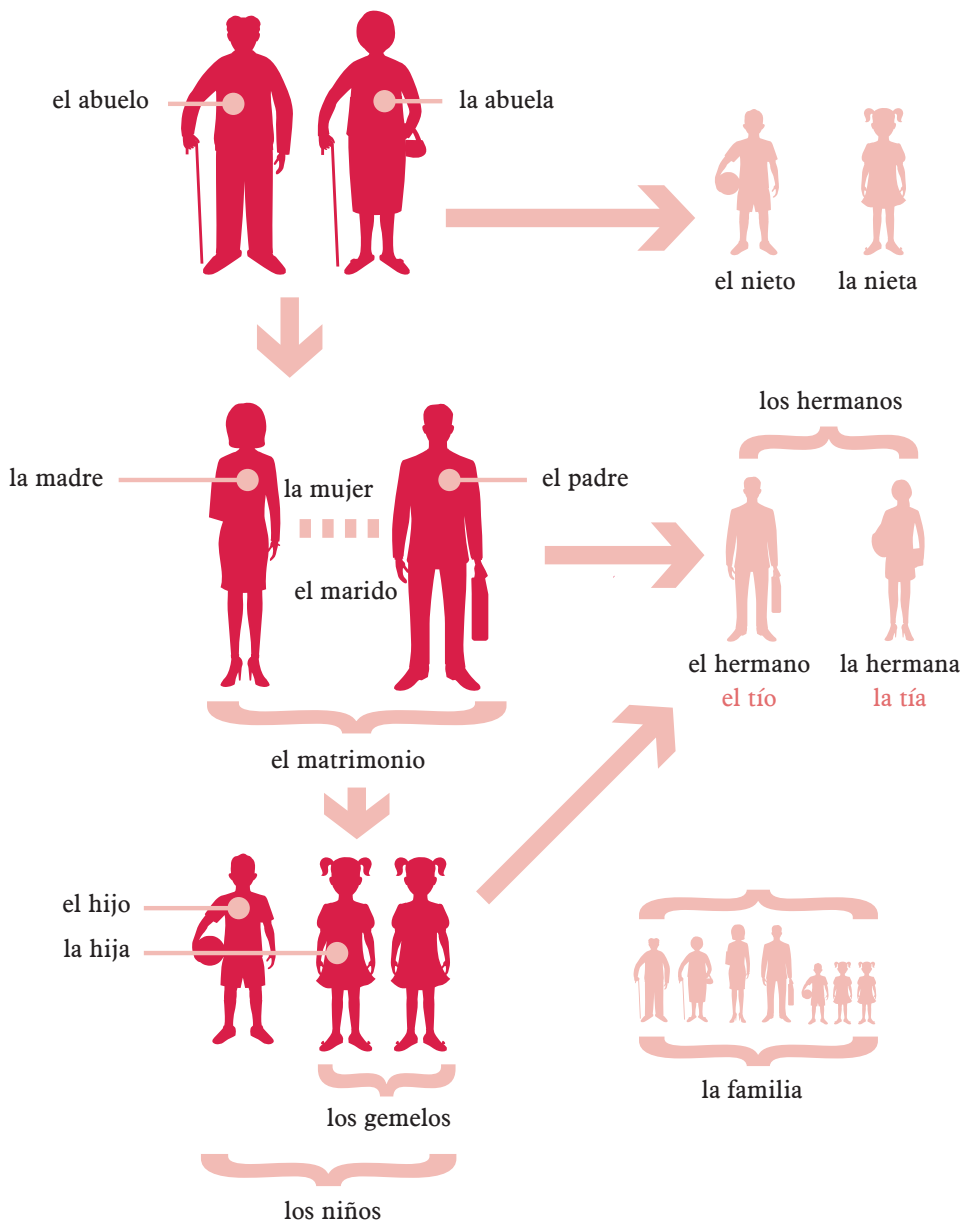 el abuelo
la abuela
el nieto
la nieta
los hermanos
la madre
la mujer
el padre
el marido
el hermano
la hermana
el tío
la tía
el matrimonio
el hijo
la hija
la familia
los gemelos
los niños